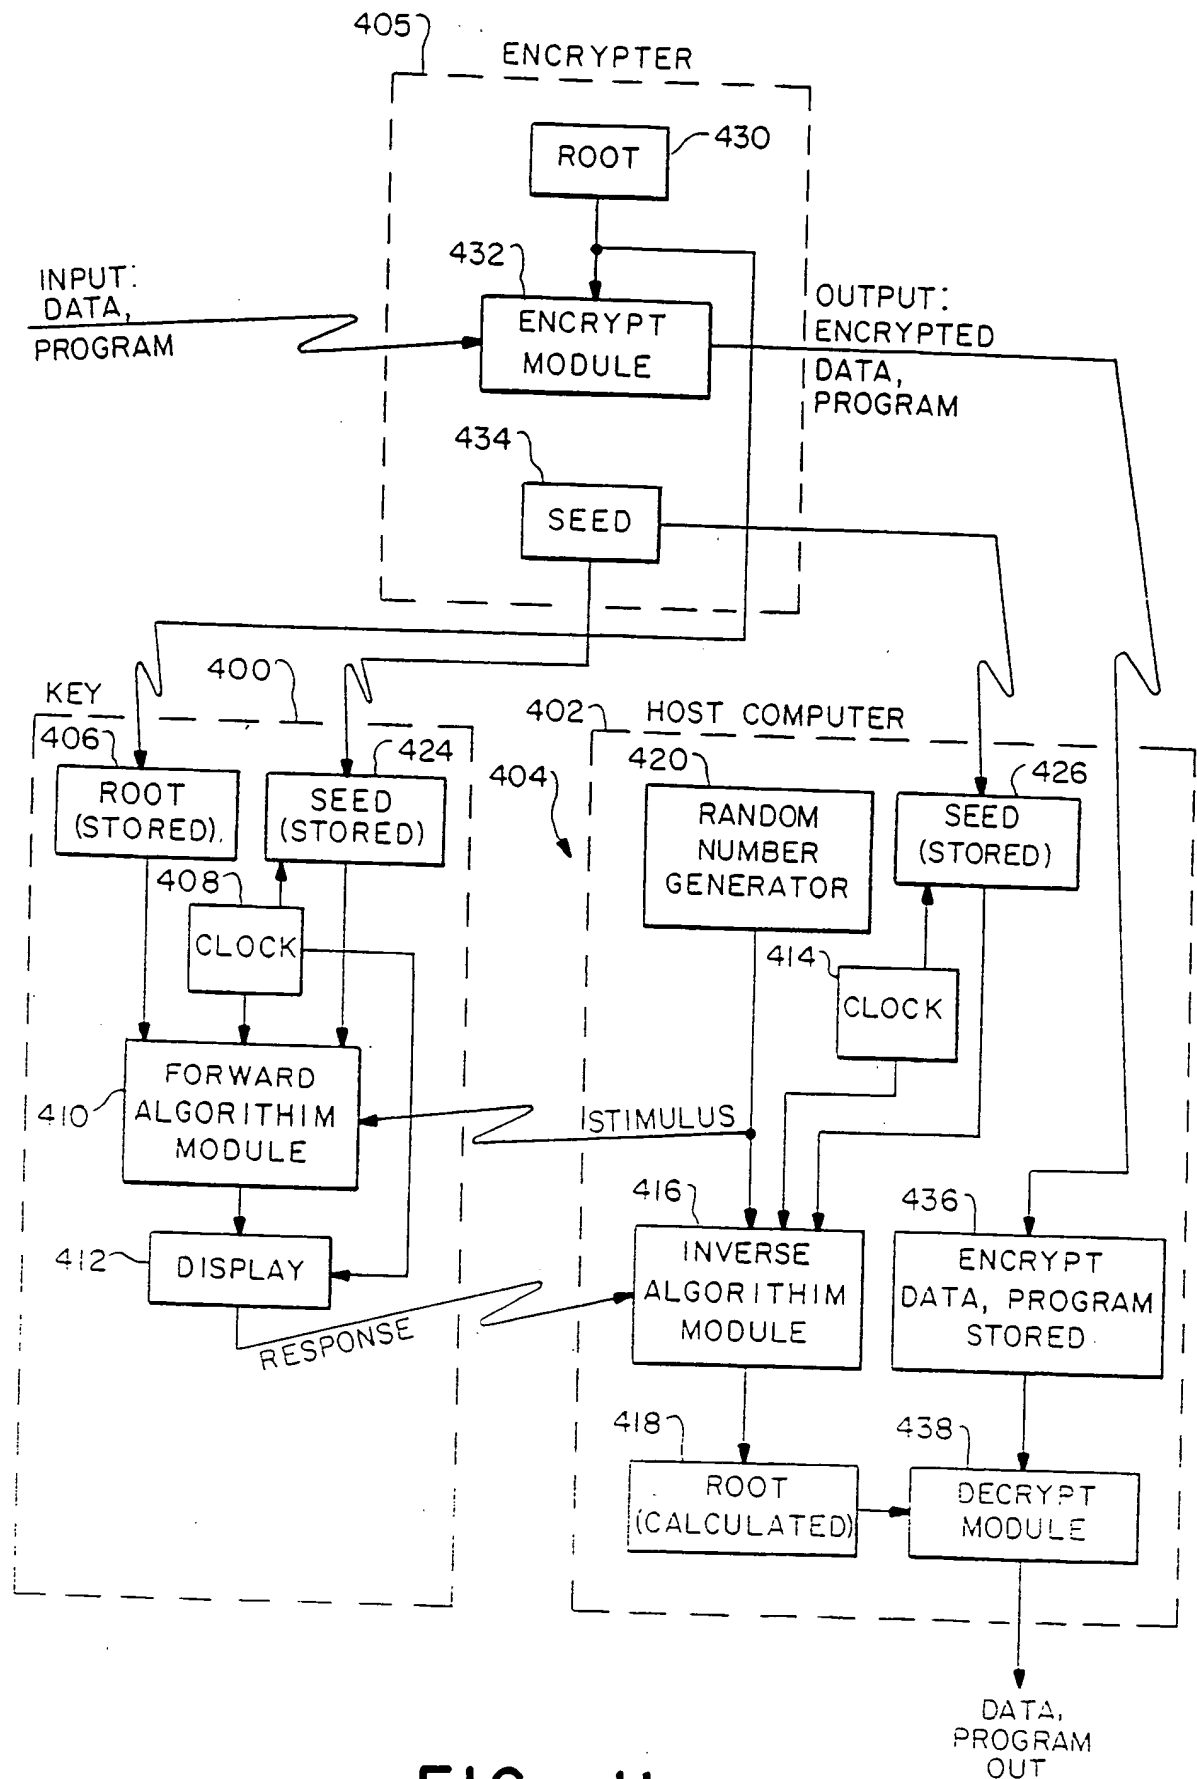 405
ENCRYPTER
ROOT
430
432
INPUT:
DATA,
PROGRAM
ENCRYPT
MODULE
OUTPUT:
ENCRYPTED
DATA,
PROGRAM
434
SEED
KEY
400
402
HOST COMPUTER
406
ROOT
(STORED).
424
SEED
(STORED)
404
420
RANDOM
NUMBER
GENERATOR
426
SEED
(STORED)
408
CLOCK
414
CLOCK
410
FORWARD
ALGORITHIM
MODULE
STIMULUS
412
DISPLAY
RESPONSE
416
INVERSE
ALGORITHIM
MODULE
436
ENCRYPT
DATA, PROGRAM
STORED
418
ROOT
(CALCULATED)
438
DECRYPT
MODULE
DATA,
PROGRAM
OUT